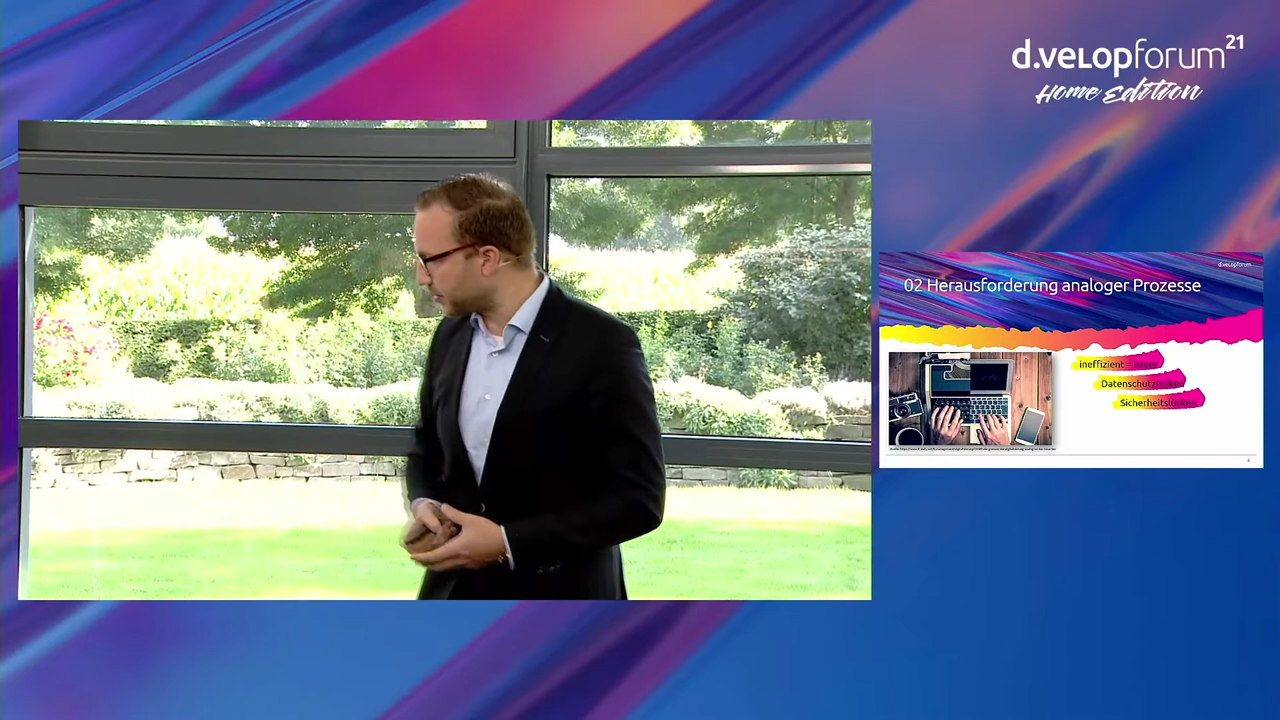 d.velopforum21
Home Edition
d.velopforum
02 Herausforderung analoger Prozesse
ineffizient = teuer
Datenschutzrisiken
Sicherheitslücken